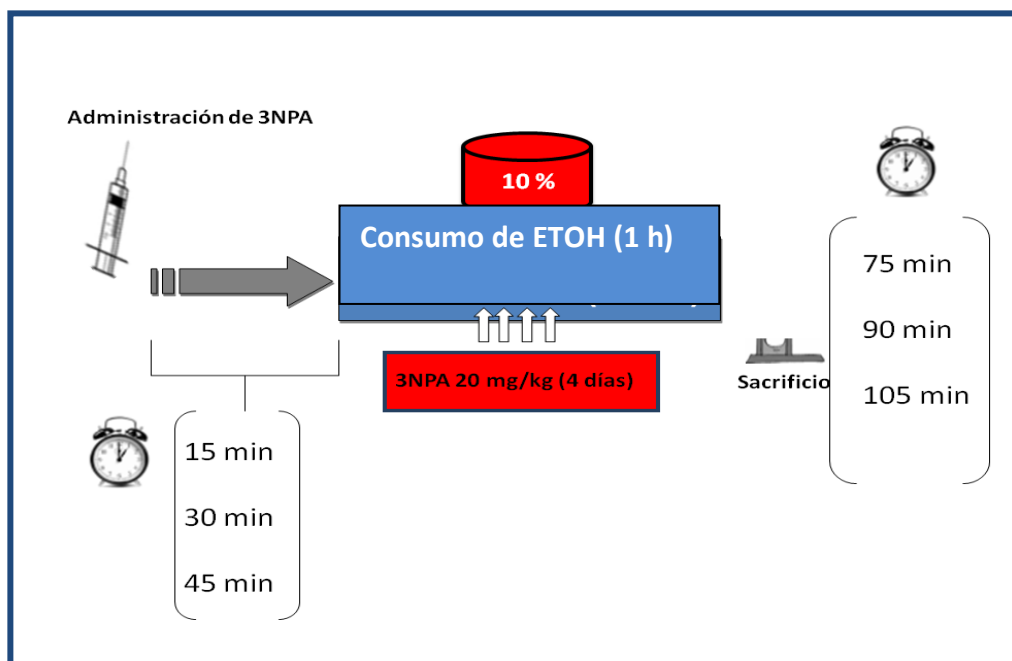 Administración de 3NPA
10 %
Consumo de ETOH (1 h)
3NPA 20 mg/kg (4 días)
15 min
30 min
45 min
Sacrificio
75 min
90 min
105 min